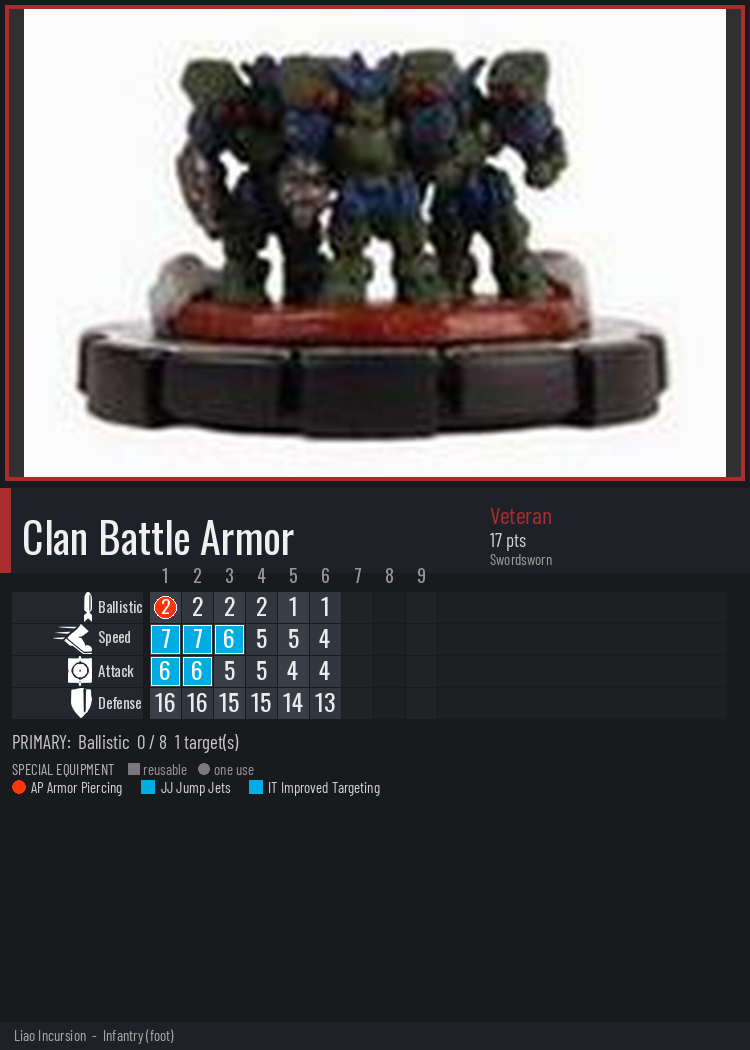 Clan Battle Armor
Veteran
17 pts
Swordsworn
1 2 3 4 5 6 7 8 9
Ballistic 2 2 2 2 1 1
Speed 7 7 6 5 5 4
Attack 6 6 5 5 4 4
Defense 16 16 15 15 14 13
PRIMARY: Ballistic 0 / 8 1 target(s)
SPECIAL EQUIPMENT reusable one use
AP Armor Piercing JJ Jump Jets IT Improved Targeting
Liao Incursion - Infantry (foot)